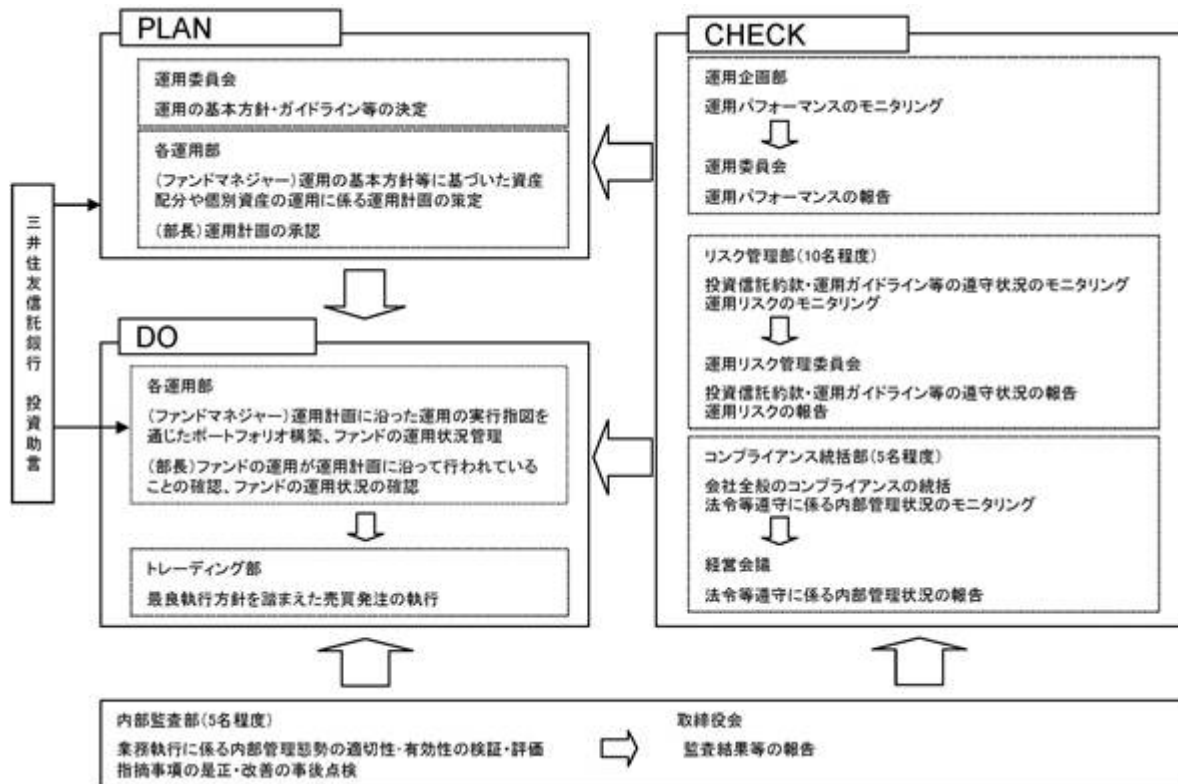 PLAN
運用委員会
運用の基本方針・ガイドライン等の決定
各運用部
(ファンドマネジャー)運用の基本方針等に基づいた資産
配分や個別資産の運用に係る運用計画の策定
(部長)運用計画の承認
三井住友信託銀行 投資助言
DO
各運用部
(ファンドマネジャー)運用計画に沿った運用の実行指図を
通じたポートフォリオ構築、ファンドの運用状況管理
(部長)ファンドの運用が運用計画に沿って行われている
ことの確認、ファンドの運用状況の確認
トレーディング部
最良執行方針を踏まえた売買発注の執行
CHECK
運用企画部
運用パフォーマンスのモニタリング
運用委員会
運用パフォーマンスの報告
リスク管理部(10名程度)
投資信託約款・運用ガイドライン等の遵守状況のモニタリング
運用リスクのモニタリング
運用リスク管理委員会
投資信託約款・運用ガイドライン等の遵守状況の報告
運用リスクの報告
コンプライアンス統括部(5名程度)
会社全般のコンプライアンスの統括
法令等遵守に係る内部管理状況のモニタリング
経営会議
法令等遵守に係る内部管理状況の報告
内部監査部(5名程度)
業務執行に係る内部管理態勢の適切性・有効性の検証・評価
指摘事項の是正・改善の事後点検
取締役会
監査結果等の報告